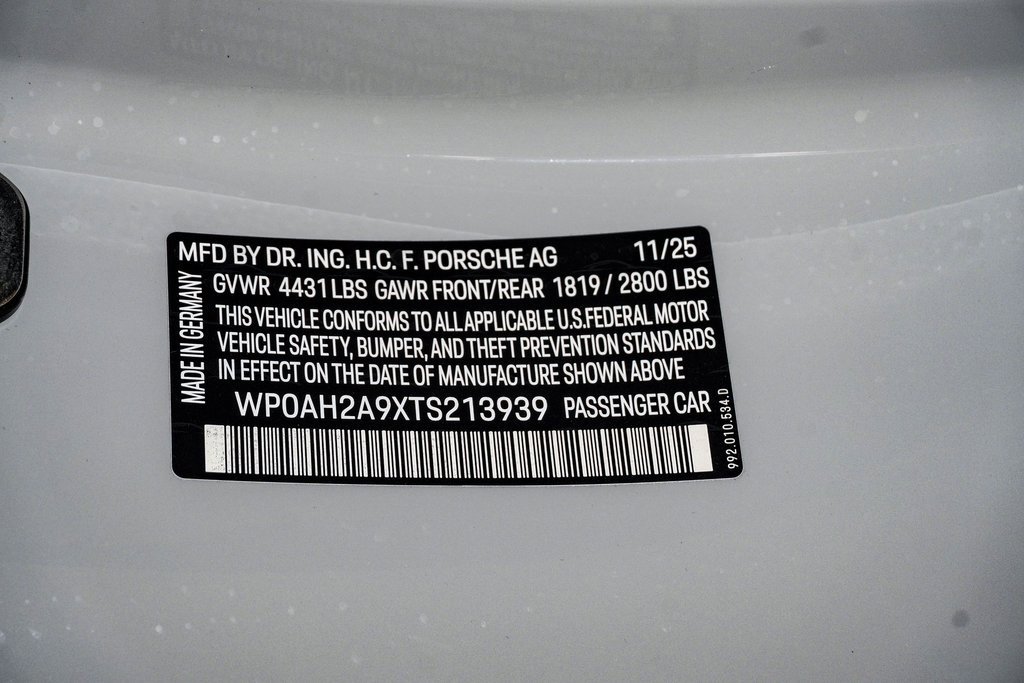 MFD BY DR. ING. H.C. F. PORSCHE AG 11/25
GVWR 4431 LBS GAWR FRONT/REAR 1819 / 2800 LBS
THIS VEHICLE CONFORMS TO ALL APPLICABLE U.S.FEDERAL MOTOR
VEHICLE SAFETY, BUMPER, AND THEFT PREVENTION STANDARDS
IN EFFECT ON THE DATE OF MANUFACTURE SHOWN ABOVE
WP0AH2A9XTS213939 PASSENGER CAR
MADE IN GERMANY
992.010.534.D